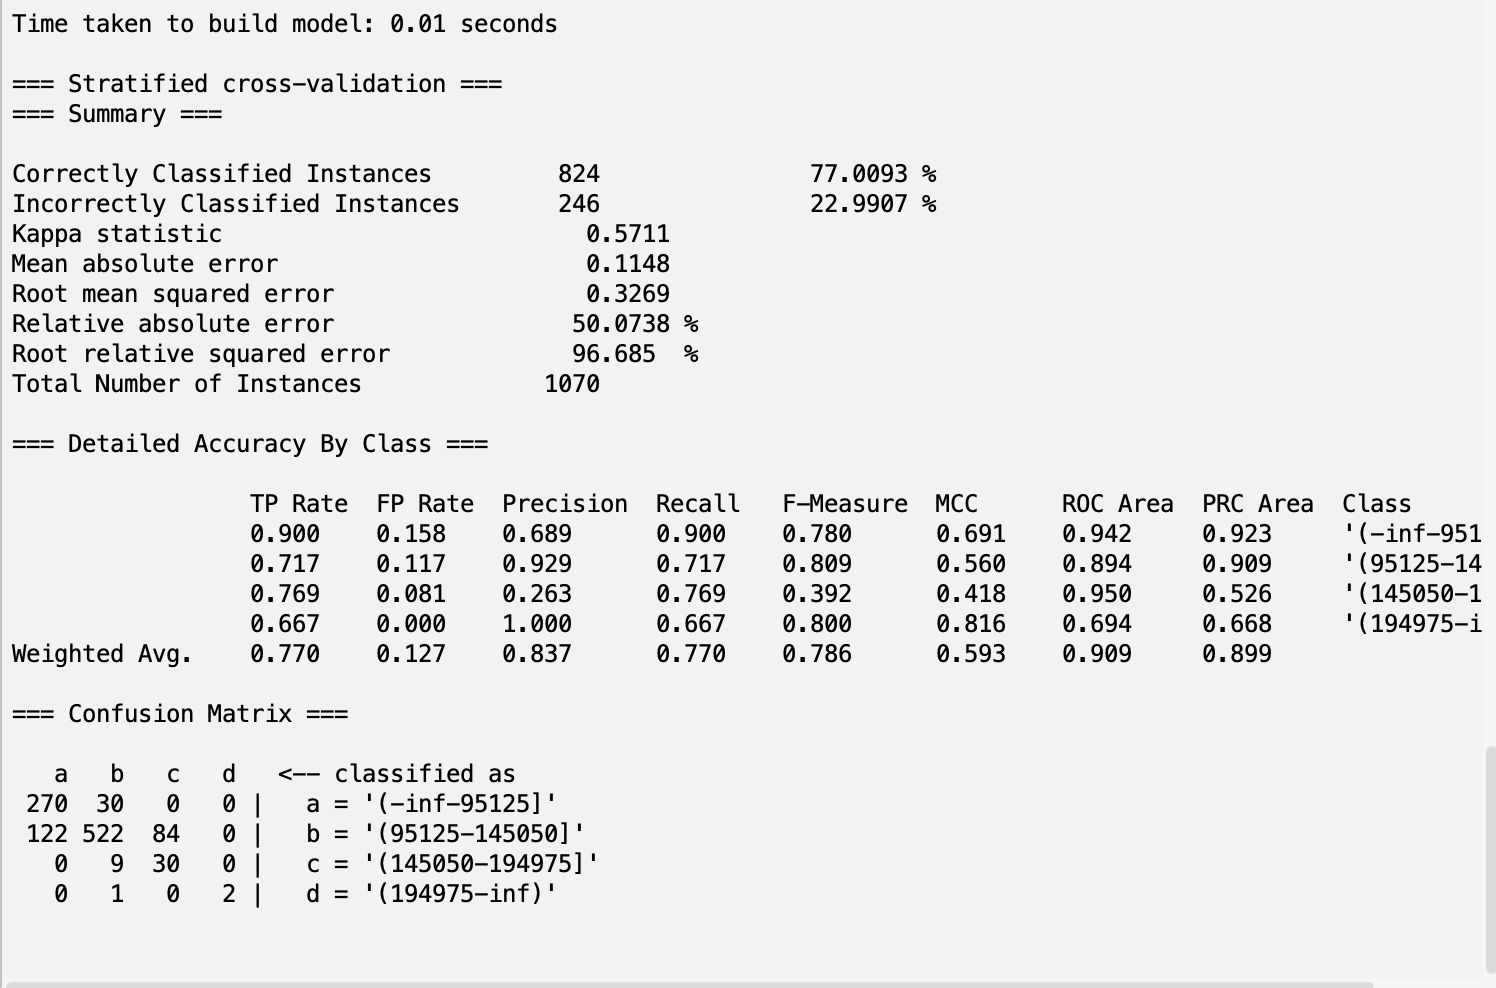 Time taken to build model: 0.01 seconds
=== Stratified cross-validation ===
=== Summary ===
Correctly Classified Instances         824               77.0093 %
Incorrectly Classified Instances       246               22.9907 %
Kappa statistic                          0.5711
Mean absolute error                      0.1148
Root mean squared error                  0.3269
Relative absolute error                 50.0738 %
Root relative squared error             96.685  %
Total Number of Instances             1070
=== Detailed Accuracy By Class ===
                 TP Rate  FP Rate  Precision  Recall   F-Measure  MCC      ROC Area  PRC Area  Class
                 0.900    0.158    0.689      0.900    0.780      0.691    0.942     0.923     '(-inf-951
                 0.717    0.117    0.929      0.717    0.809      0.560    0.894     0.909     '(95125-14
                 0.769    0.081    0.263      0.769    0.392      0.418    0.950     0.526     '(145050-1
                 0.667    0.000    1.000      0.667    0.800      0.816    0.694     0.668     '(194975-i
Weighted Avg.    0.770    0.127    0.837      0.770    0.786      0.593    0.909     0.899
=== Confusion Matrix ===
   a   b   c   d   <-- classified as
 270  30   0   0 |   a = '(-inf-95125]'
 122 522  84   0 |   b = '(95125-145050]'
   0   9  30   0 |   c = '(145050-194975]'
   0   1   0   2 |   d = '(194975-inf)'